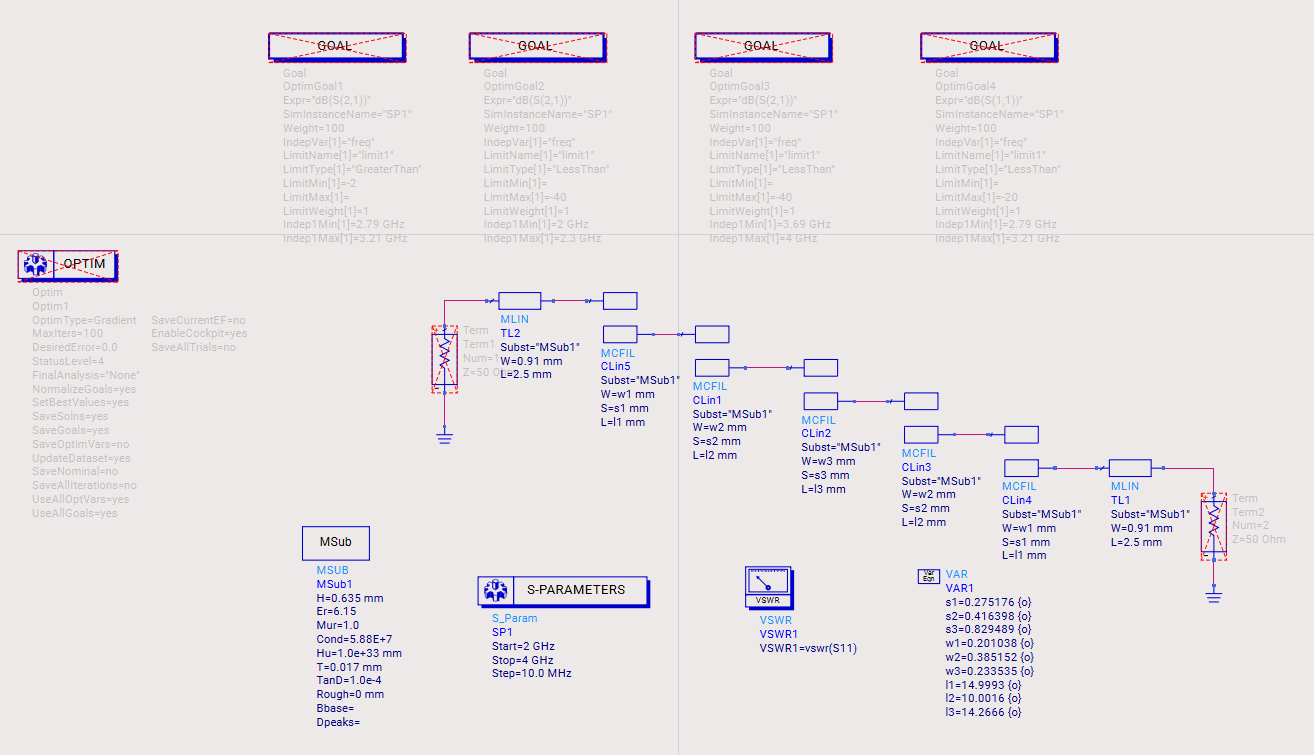 GOAL
Goal
OptimGoal1
Expr="dB(S(2,1))"
SimInstanceName="SP1"
Weight=100
IndepVar[1]="freq"
LimitName[1]="limit1"
LimitType[1]="GreaterThan"
LimitMin[1]=-2
LimitMax[1]=
LimitWeight[1]=1
Indep1Min[1]=2.79 GHz
Indep1Max[1]=3.21 GHz
GOAL
Goal
OptimGoal2
Expr="dB(S(2,1))"
SimInstanceName="SP1"
Weight=100
IndepVar[1]="freq"
LimitName[1]="limit1"
LimitType[1]="LessThan"
LimitMin[1]=
LimitMax[1]=-40
LimitWeight[1]=1
Indep1Min[1]=2 GHz
Indep1Max[1]=2.3 GHz
GOAL
Goal
OptimGoal3
Expr="dB(S(2,1))"
SimInstanceName="SP1"
Weight=100
IndepVar[1]="freq"
LimitName[1]="limit1"
LimitType[1]="LessThan"
LimitMin[1]=
LimitMax[1]=-40
LimitWeight[1]=1
Indep1Min[1]=3.69 GHz
Indep1Max[1]=4 GHz
GOAL
Goal
OptimGoal4
Expr="dB(S(1,1))"
SimInstanceName="SP1"
Weight=100
IndepVar[1]="freq"
LimitName[1]="limit1"
LimitType[1]="LessThan"
LimitMin[1]=
LimitMax[1]=-20
LimitWeight[1]=1
Indep1Min[1]=2.79 GHz
Indep1Max[1]=3.21 GHz
OPTIM
Optim
Optim1
OptimType=Gradient
MaxIters=100
DesiredError=0.0
StatusLevel=4
FinalAnalysis="None"
NormalizeGoals=yes
SetBestValues=yes
SaveSolns=yes
SaveGoals=yes
SaveOptimVars=no
UpdateDataset=yes
SaveNominal=no
SaveAllIterations=no
UseAllOptVars=yes
UseAllGoals=yes
SaveCurrentEF=no
EnableCockpit=yes
SaveAllTrials=no
Term
Term1
Num=1
Z=50
MLIN
TL2
Subst="MSub1"
W=0.91 mm
L=2.5 mm
MCFIL
CLin5
Subst="MSub1"
W=w1 mm
S=s1 mm
L=l1 mm
MCFIL
CLin1
Subst="MSub1"
W=w2 mm
S=s2 mm
L=l2 mm
MCFIL
CLin2
Subst="MSub1"
W=w3 mm
S=s3 mm
L=l3 mm
MCFIL
CLin3
Subst="MSub1"
W=w2 mm
S=s2 mm
L=l2 mm
MCFIL
CLin4
Subst="MSub1"
W=w1 mm
S=s1 mm
L=l1 mm
MLIN
TL1
Subst="MSub1"
W=0.91 mm
L=2.5 mm
Term
Term2
Num=2
Z=50 Ohm
MSub
MSUB
MSub1
H=0.635 mm
Er=6.15
Mur=1.0
Cond=5.88E+7
Hu=1.0e+33 mm
T=0.017 mm
TanD=1.0e-4
Rough=0 mm
Bbase=
Dpeaks=
S-PARAMETERS
S_Param
SP1
Start=2 GHz
Stop=4 GHz
Step=10.0 MHz
VSWR
VSWR
VSWR1
VSWR1=vswr(S11)
Var
Eqn
VAR
VAR1
s1=0.275176 {o}
s2=0.416398 {o}
s3=0.829489 {o}
w1=0.201038 {o}
w2=0.385152 {o}
w3=0.233535 {o}
l1=14.9993 {o}
l2=10.0016 {o}
l3=14.2666 {o}